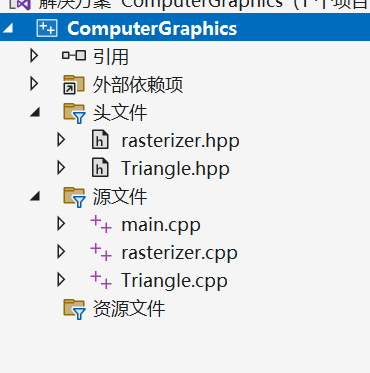 解决方案 'ComputerGraphics' (1 个项目
ComputerGraphics
引用
外部依赖项
头文件
rasterizer.hpp
Triangle.hpp
源文件
main.cpp
rasterizer.cpp
Triangle.cpp
资源文件